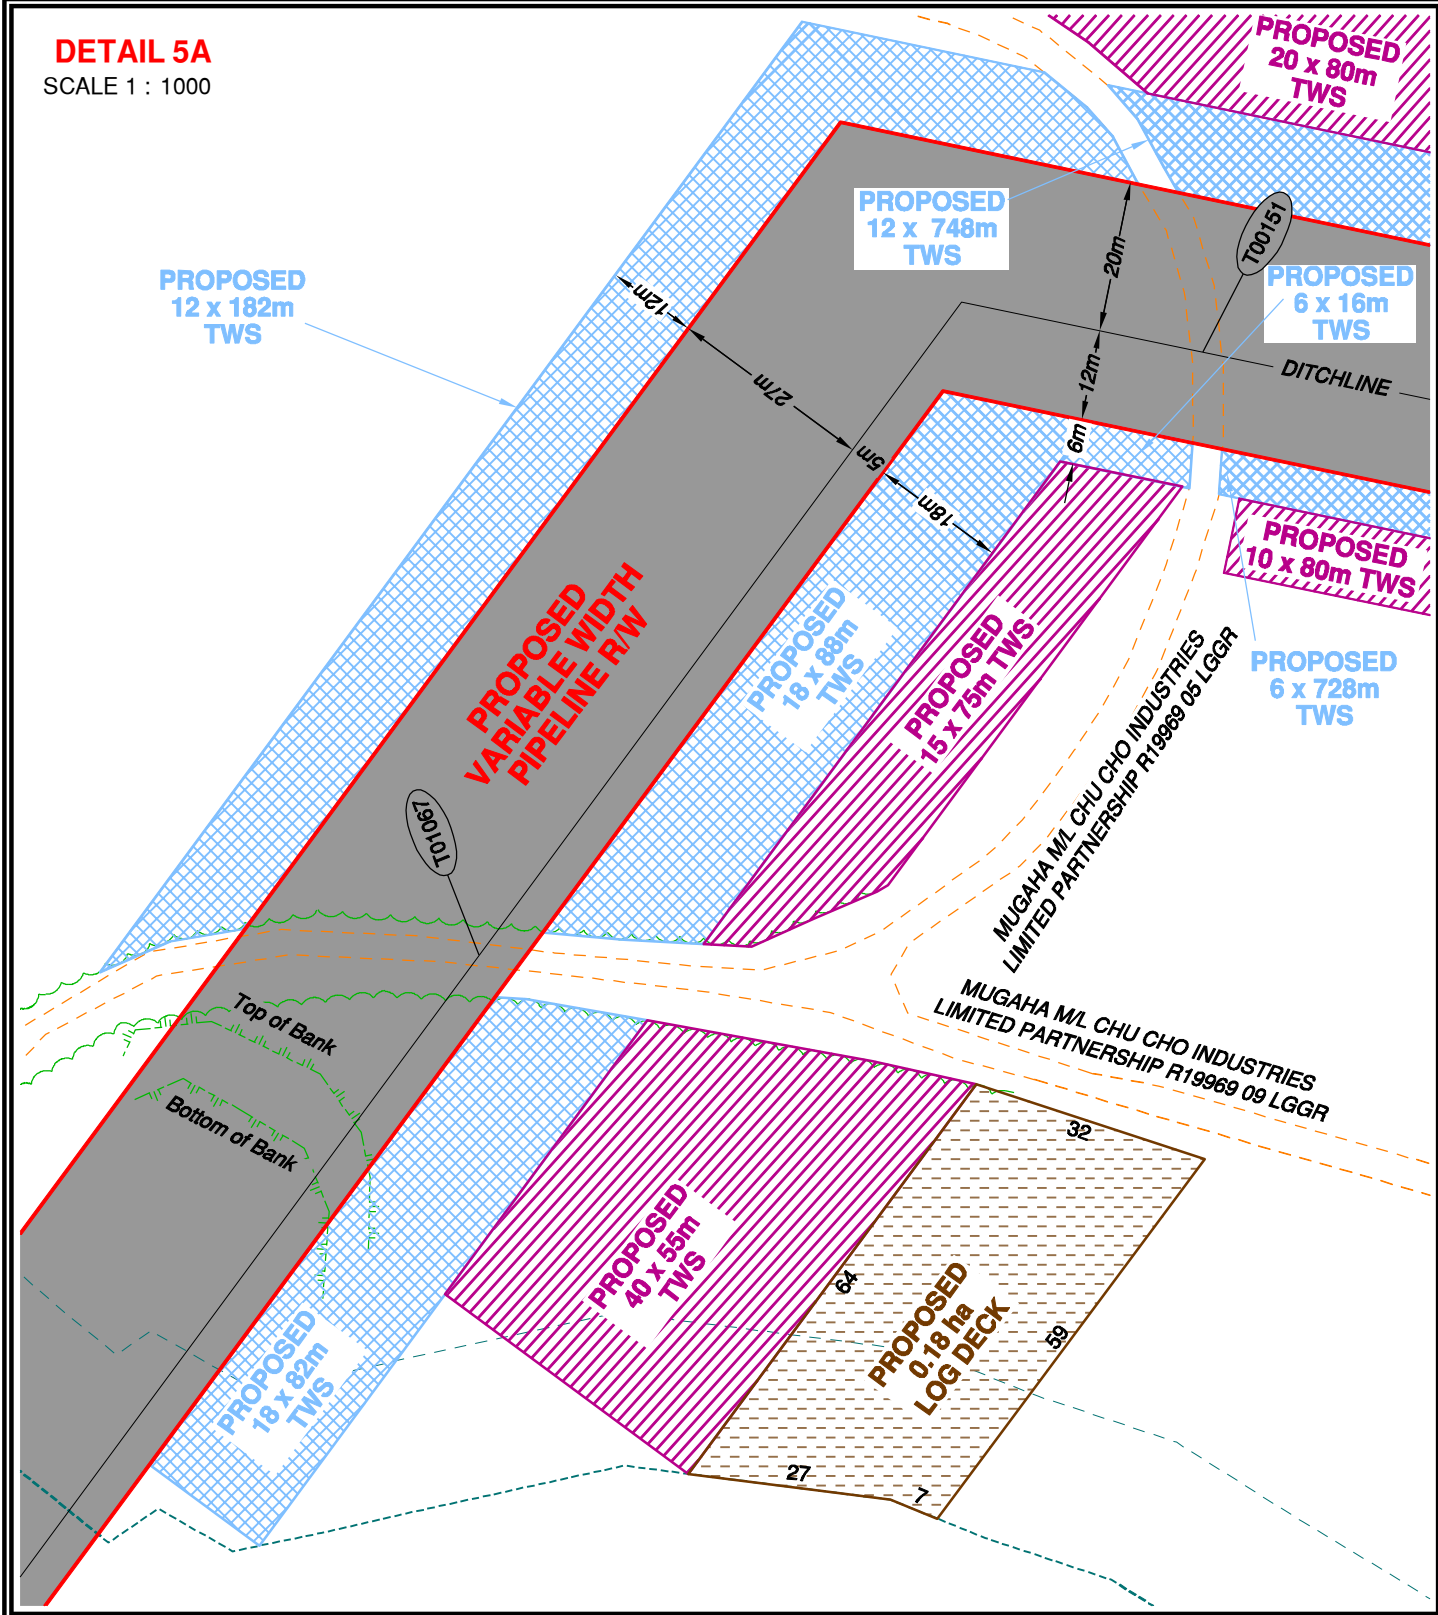 DETAIL 5A
SCALE 1 : 1000
PROPOSED
20 x 80m
TWS
PROPOSED
12 x 748m
TWS
T00151
20m
PROPOSED
6 x 16m
TWS
PROPOSED
12 x 182m
TWS
12m
27m
5m
18m
12m
6m
DITCHLINE
PROPOSED
10 x 80m TWS
PROPOSED
VARIABLE WIDTH
PIPELINE R/W
PROPOSED
18 x 88m
TWS
PROPOSED
15 x 75m TWS
PROPOSED
6 x 728m
TWS
MUGAHA M/L CHU CHO INDUSTRIES
LIMITED PARTNERSHIP R19969 05 LGGR
T01067
MUGAHA M/L CHU CHO INDUSTRIES
LIMITED PARTNERSHIP R19969 09 LGGR
Top of Bank
Bottom of Bank
32
PROPOSED
40 x 55m
TWS
64
PROPOSED
0.18 ha
LOG DECK
59
PROPOSED
18 x 82m
TWS
27
7